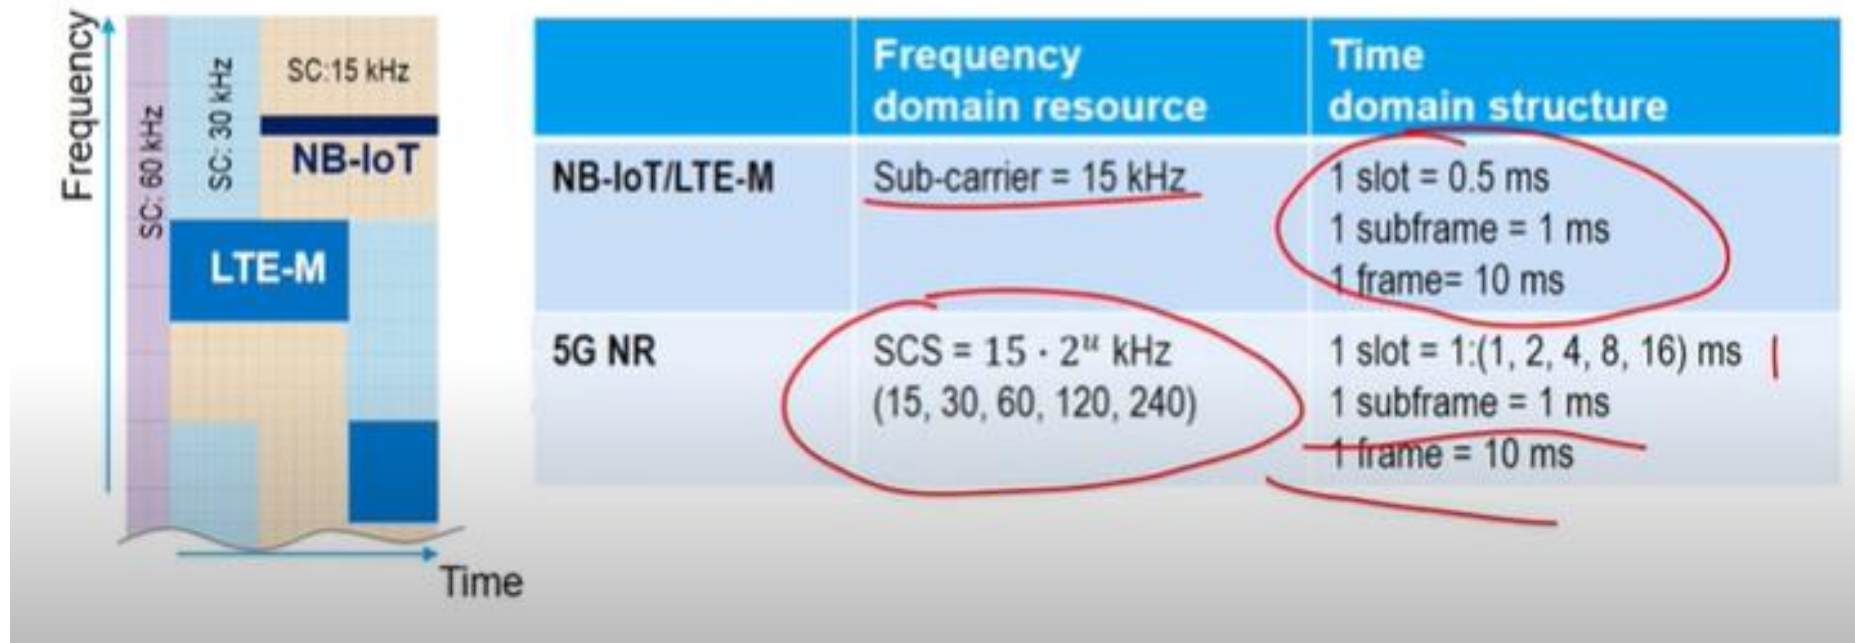 Frequency
SC: 60 kHz
SC: 30 kHz
SC:15 kHz
NB-IoT
LTE-M
Time
Frequency
domain resource
Time
domain structure
NB-IoT/LTE-M
Sub-carrier = 15 kHz
1 slot = 0.5 ms
1 subframe = 1 ms
1 frame= 10 ms
5G NR
SCS = 15 · 2ᵘ kHz
(15, 30, 60, 120, 240)
1 slot = 1:(1, 2, 4, 8, 16) ms
1 subframe = 1 ms
1 frame = 10 ms